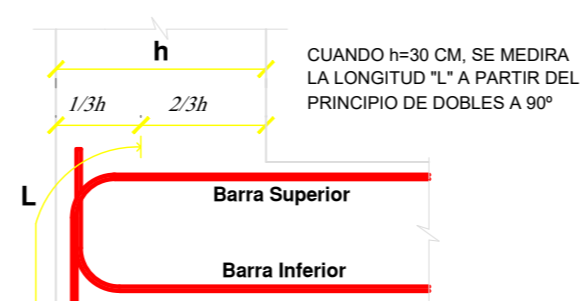 h
CUANDO h=30 CM, SE MEDIRA
LA LONGITUD "L" A PARTIR DEL
PRINCIPIO DE DOBLES A 90º
1/3h 2/3h
L
Barra Superior
Barra Inferior